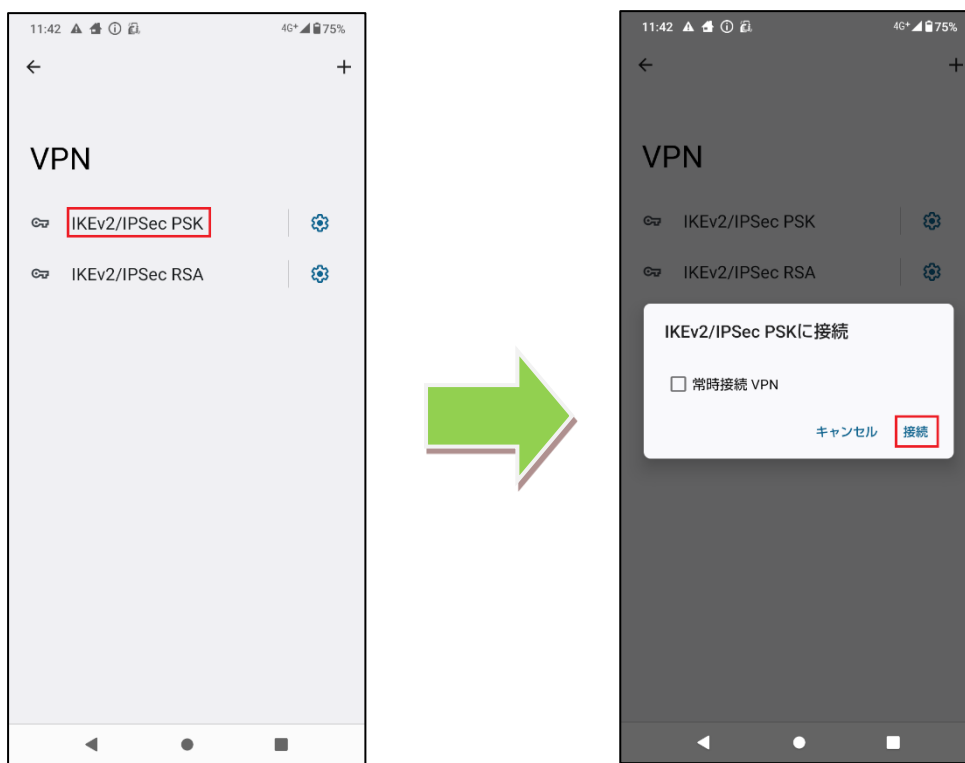 11:42 4G+ 75%
VPN
IKEv2/IPSec PSK
IKEv2/IPSec RSA
11:42 4G+ 75%
VPN
IKEv2/IPSec PSK
IKEv2/IPSec RSA
IKEv2/IPSec PSKに接続
常時接続 VPN
キャンセル 接続